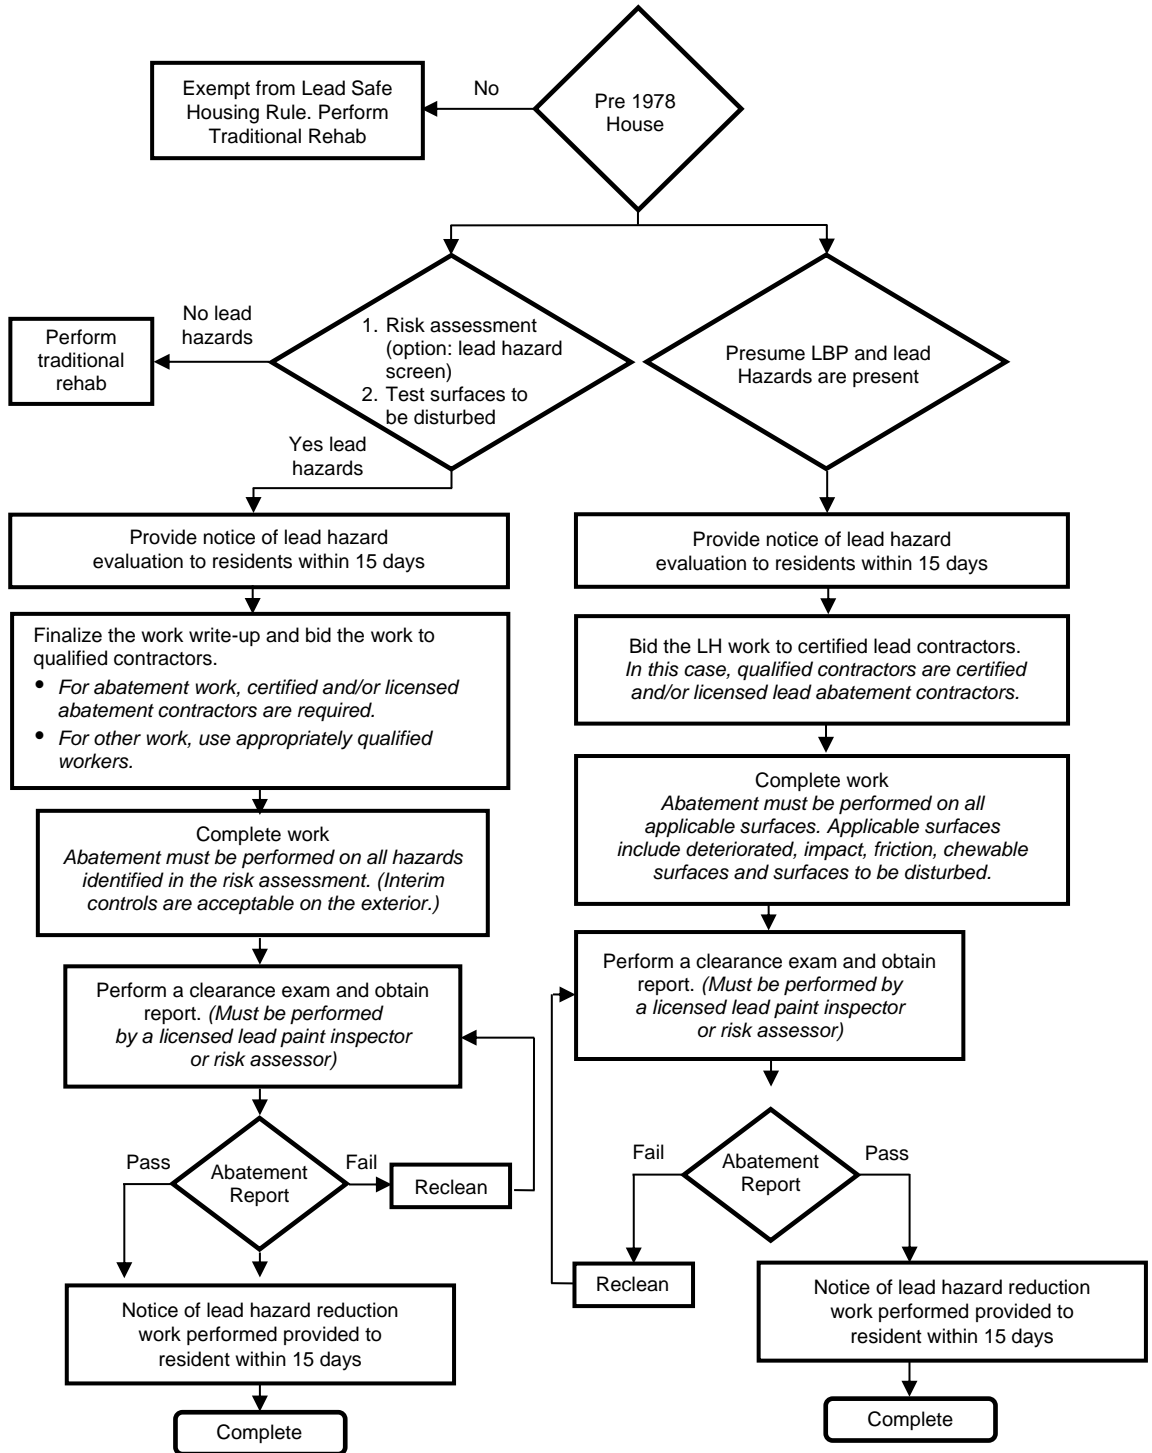 Pre 1978
House
No
Exempt from Lead Safe
Housing Rule. Perform
Traditional Rehab
1. Risk assessment
(option: lead hazard
screen)
2. Test surfaces to
be disturbed
No lead
hazards
Perform
traditional
rehab
Presume LBP and lead
Hazards are present
Yes lead
hazards
Provide notice of lead hazard
evaluation to residents within 15 days
Finalize the work write-up and bid the work to
qualified contractors.
• For abatement work, certified and/or licensed
abatement contractors are required.
• For other work, use appropriately qualified
workers.
Complete work
Abatement must be performed on all hazards
identified in the risk assessment. (Interim
controls are acceptable on the exterior.)
Perform a clearance exam and obtain
report. (Must be performed
by a licensed lead paint inspector
or risk assessor)
Pass
Abatement
Report
Fail
Reclean
Notice of lead hazard reduction
work performed provided to
resident within 15 days
Complete
Provide notice of lead hazard
evaluation to residents within 15 days
Bid the LH work to certified lead contractors.
In this case, qualified contractors are certified
and/or licensed lead abatement contractors.
Complete work
Abatement must be performed on all
applicable surfaces. Applicable surfaces
include deteriorated, impact, friction, chewable
surfaces and surfaces to be disturbed.
Perform a clearance exam and obtain
report. (Must be performed by
a licensed lead paint inspector
or risk assessor)
Fail
Abatement
Report
Pass
Reclean
Notice of lead hazard reduction
work performed provided to
resident within 15 days
Complete